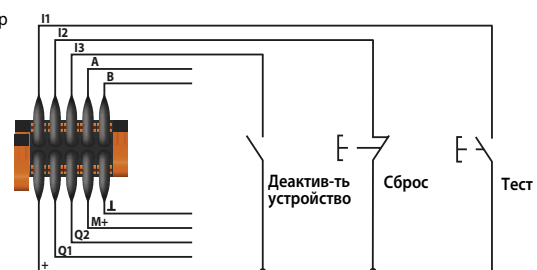 р
I1
I2
I3
A
B
Деактив-ть
устройство
Сброс
Тест
⊥
M+
Q2
Q1
+